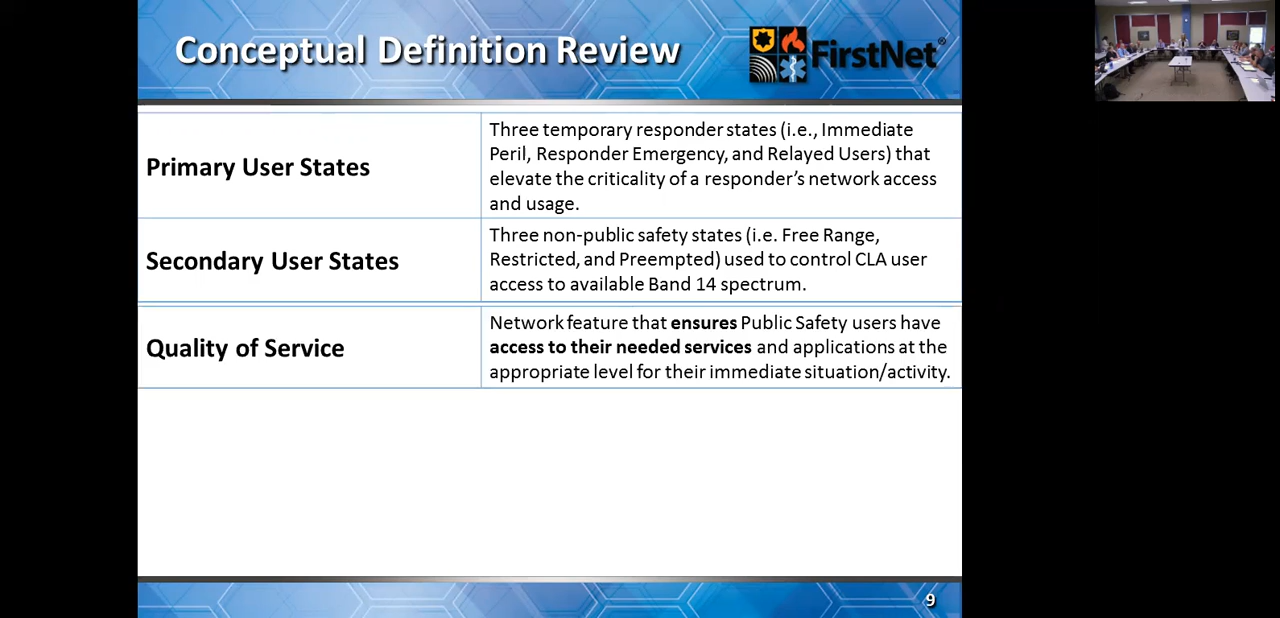 Conceptual Definition Review
FirstNet®
Primary User States
Three temporary responder states (i.e., Immediate
Peril, Responder Emergency, and Relayed Users) that
elevate the criticality of a responder's network access
and usage.
Secondary User States
Three non-public safety states (i.e. Free Range,
Restricted, and Preempted) used to control CLA user
access to available Band 14 spectrum.
Quality of Service
Network feature that ensures Public Safety users have
access to their needed services and applications at the
appropriate level for their immediate situation/activity.
9